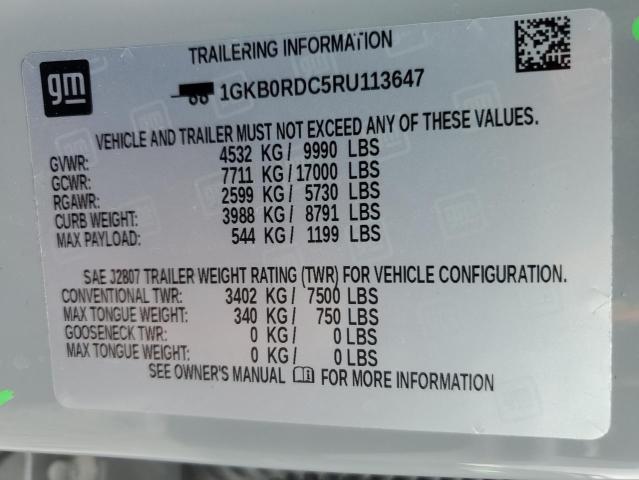 gm
TRAILERING INFORMATION
1GKB0RDC5RU113647
VEHICLE AND TRAILER MUST NOT EXCEED ANY OF THESE VALUES.
GVWR: 4532 KG / 9990 LBS
GCWR: 7711 KG / 17000 LBS
RGAWR: 2599 KG / 5730 LBS
CURB WEIGHT: 3988 KG / 8791 LBS
MAX PAYLOAD: 544 KG / 1199 LBS
SAE J2807 TRAILER WEIGHT RATING (TWR) FOR VEHICLE CONFIGURATION.
CONVENTIONAL TWR: 3402 KG / 7500 LBS
MAX TONGUE WEIGHT: 340 KG / 750 LBS
GOOSENECK TWR: 0 KG / 0 LBS
MAX TONGUE WEIGHT: 0 KG / 0 LBS
SEE OWNER'S MANUAL FOR MORE INFORMATION